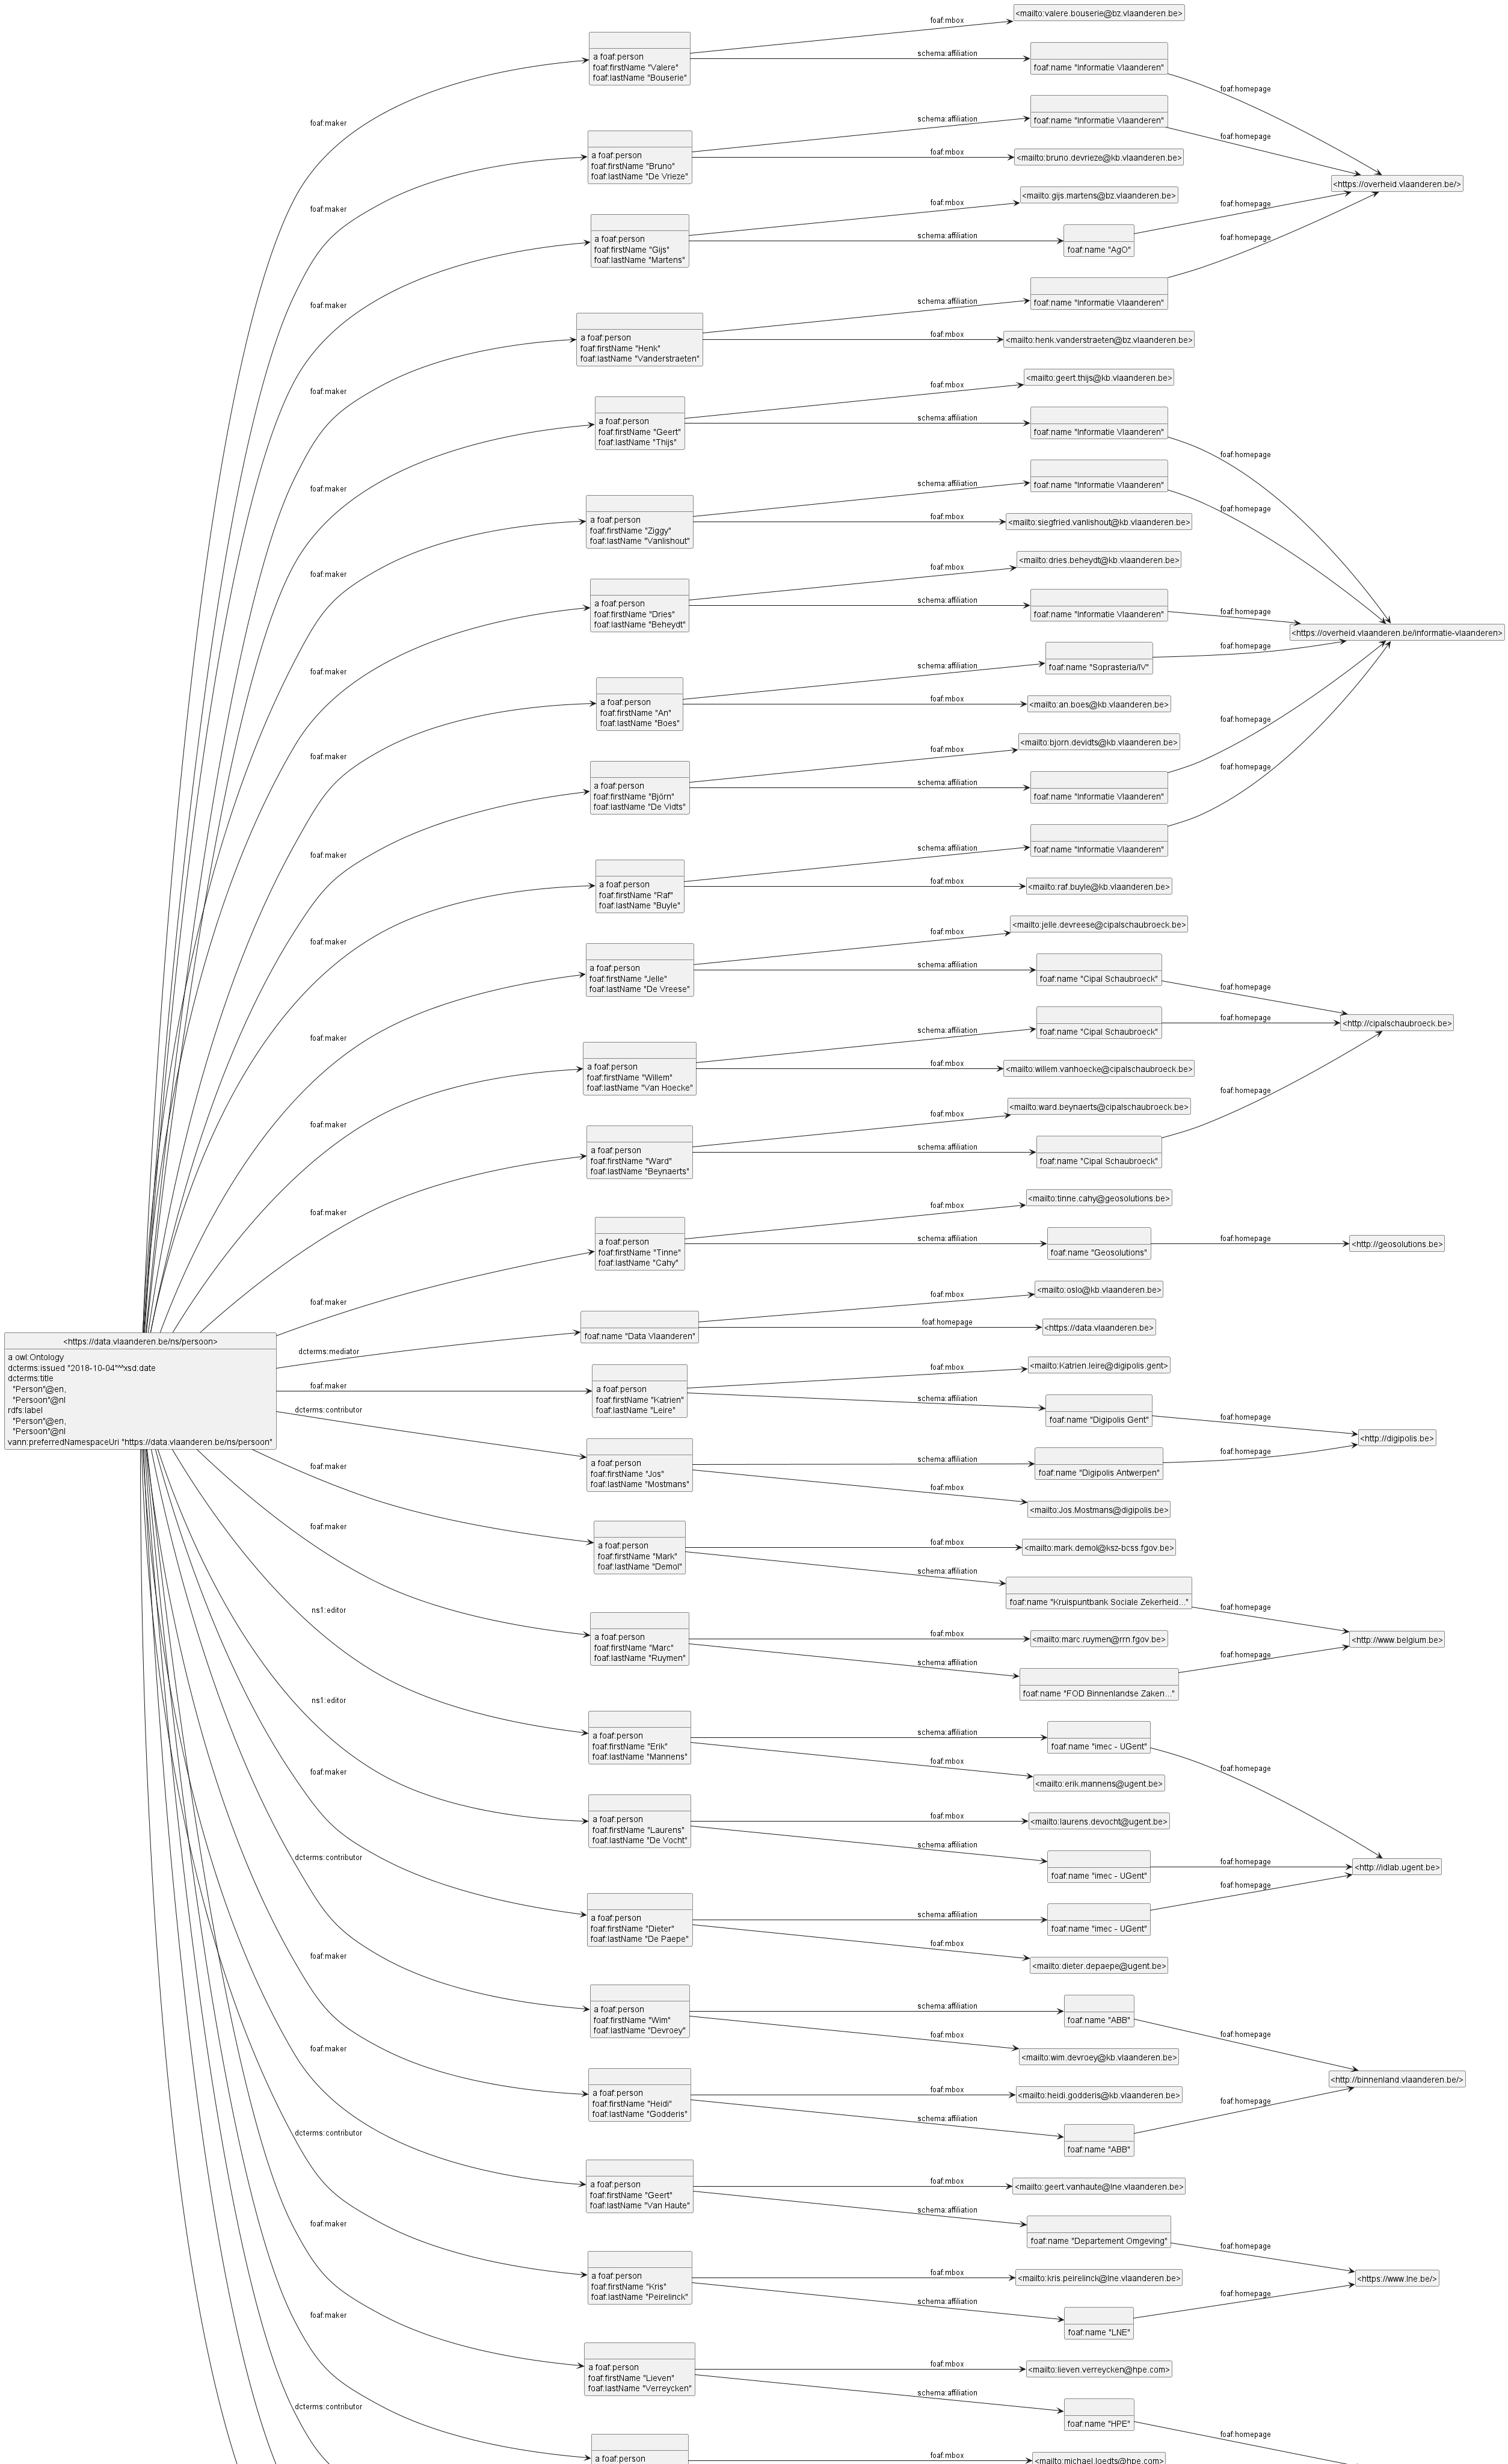 <https://data.vlaanderen.be/ns/persoon>
a owl:Ontology
dcterms:issued "2018-10-04"^^xsd:date
dcterms:title
"Person"@en,
"Persoon"@nl
rdfs:label
"Person"@en,
"Persoon"@nl
vann:preferredNamespaceUri "https://data.vlaanderen.be/ns/persoon"
foaf:maker
a foaf:person
foaf:firstName "Valere"
foaf:lastName "Bouserie"
foaf:mbox
<mailto:valere.bouserie@bz.vlaanderen.be>
schema:affiliation
foaf:name "Informatie Vlaanderen"
foaf:homepage
foaf:maker
a foaf:person
foaf:firstName "Bruno"
foaf:lastName "De Vrieze"
schema:affiliation
foaf:name "Informatie Vlaanderen"
foaf:homepage
foaf:mbox
<mailto:bruno.devrieze@kb.vlaanderen.be>
<https://overheid.vlaanderen.be/>
foaf:maker
a foaf:person
foaf:firstName "Gijs"
foaf:lastName "Martens"
foaf:mbox
<mailto:gijs.martens@bz.vlaanderen.be>
schema:affiliation
foaf:name "AgO"
foaf:homepage
foaf:maker
a foaf:person
foaf:firstName "Henk"
foaf:lastName "Vanderstraeten"
schema:affiliation
foaf:name "Informatie Vlaanderen"
foaf:homepage
foaf:mbox
<mailto:henk.vanderstraeten@bz.vlaanderen.be>
foaf:maker
a foaf:person
foaf:firstName "Geert"
foaf:lastName "Thijs"
foaf:mbox
<mailto:geert.thijs@kb.vlaanderen.be>
schema:affiliation
foaf:name "Informatie Vlaanderen"
foaf:homepage
foaf:maker
a foaf:person
foaf:firstName "Ziggy"
foaf:lastName "Vanlishout"
schema:affiliation
foaf:name "Informatie Vlaanderen"
foaf:homepage
foaf:mbox
<mailto:siegfried.vanlishout@kb.vlaanderen.be>
foaf:maker
a foaf:person
foaf:firstName "Dries"
foaf:lastName "Beheydt"
foaf:mbox
<mailto:dries.beheydt@kb.vlaanderen.be>
schema:affiliation
foaf:name "Informatie Vlaanderen"
foaf:homepage
<https://overheid.vlaanderen.be/informatie-vlaanderen>
foaf:maker
a foaf:person
foaf:firstName "An"
foaf:lastName "Boes"
schema:affiliation
foaf:name "Soprasteria/IV"
foaf:homepage
foaf:mbox
<mailto:an.boes@kb.vlaanderen.be>
foaf:maker
a foaf:person
foaf:firstName "Björn"
foaf:lastName "De Vidts"
foaf:mbox
<mailto:bjorn.devidts@kb.vlaanderen.be>
schema:affiliation
foaf:name "Informatie Vlaanderen"
foaf:homepage
foaf:maker
a foaf:person
foaf:firstName "Raf"
foaf:lastName "Buyle"
schema:affiliation
foaf:name "Informatie Vlaanderen"
foaf:homepage
foaf:mbox
<mailto:raf.buyle@kb.vlaanderen.be>
foaf:maker
a foaf:person
foaf:firstName "Jelle"
foaf:lastName "De Vreese"
foaf:mbox
<mailto:jelle.devreese@cipalschaubroeck.be>
schema:affiliation
foaf:name "Cipal Schaubroeck"
foaf:homepage
foaf:maker
a foaf:person
foaf:firstName "Willem"
foaf:lastName "Van Hoecke"
schema:affiliation
foaf:name "Cipal Schaubroeck"
foaf:homepage
<http://cipalschaubroeck.be>
foaf:mbox
<mailto:willem.vanhoecke@cipalschaubroeck.be>
foaf:maker
a foaf:person
foaf:firstName "Ward"
foaf:lastName "Beynaerts"
foaf:mbox
<mailto:ward.beynaerts@cipalschaubroeck.be>
schema:affiliation
foaf:name "Cipal Schaubroeck"
foaf:homepage
foaf:maker
a foaf:person
foaf:firstName "Tinne"
foaf:lastName "Cahy"
foaf:mbox
<mailto:tinne.cahy@geosolutions.be>
schema:affiliation
foaf:name "Geosolutions"
foaf:homepage
<http://geosolutions.be>
dcterms:mediator
foaf:name "Data Vlaanderen"
foaf:mbox
<mailto:oslo@kb.vlaanderen.be>
foaf:homepage
<https://data.vlaanderen.be>
foaf:maker
a foaf:person
foaf:firstName "Katrien"
foaf:lastName "Leire"
foaf:mbox
<mailto:Katrien.leire@digipolis.gent>
schema:affiliation
foaf:name "Digipolis Gent"
foaf:homepage
<http://digipolis.be>
dcterms:contributor
a foaf:person
foaf:firstName "Jos"
foaf:lastName "Mostmans"
schema:affiliation
foaf:name "Digipolis Antwerpen"
foaf:homepage
foaf:mbox
<mailto:Jos.Mostmans@digipolis.be>
foaf:maker
a foaf:person
foaf:firstName "Mark"
foaf:lastName "Demol"
foaf:mbox
<mailto:mark.demol@ksz-bcss.fgov.be>
schema:affiliation
foaf:name "Kruispuntbank Sociale Zekerheid..."
foaf:homepage
<http://www.belgium.be>
foaf:maker
a foaf:person
foaf:firstName "Marc"
foaf:lastName "Ruymen"
foaf:mbox
<mailto:marc.ruymen@rrn.fgov.be>
schema:affiliation
foaf:name "FOD Binnenlandse Zaken..."
foaf:homepage
ns1:editor
a foaf:person
foaf:firstName "Erik"
foaf:lastName "Mannens"
schema:affiliation
foaf:name "imec - UGent"
foaf:homepage
foaf:mbox
<mailto:erik.mannens@ugent.be>
ns1:editor
a foaf:person
foaf:firstName "Laurens"
foaf:lastName "De Vocht"
foaf:mbox
<mailto:laurens.devocht@ugent.be>
schema:affiliation
foaf:name "imec - UGent"
foaf:homepage
<http://idlab.ugent.be>
foaf:maker
a foaf:person
foaf:firstName "Dieter"
foaf:lastName "De Paepe"
schema:affiliation
foaf:name "imec - UGent"
foaf:homepage
foaf:mbox
<mailto:dieter.depaepe@ugent.be>
dcterms:contributor
a foaf:person
foaf:firstName "Wim"
foaf:lastName "Devroey"
schema:affiliation
foaf:name "ABB"
foaf:homepage
foaf:mbox
<mailto:wim.devroey@kb.vlaanderen.be>
<http://binnenland.vlaanderen.be/>
foaf:maker
a foaf:person
foaf:firstName "Heidi"
foaf:lastName "Godderis"
foaf:mbox
<mailto:heidi.godderis@kb.vlaanderen.be>
schema:affiliation
foaf:name "ABB"
foaf:homepage
foaf:maker
a foaf:person
foaf:firstName "Geert"
foaf:lastName "Van Haute"
foaf:mbox
<mailto:geert.vanhaute@lne.vlaanderen.be>
schema:affiliation
foaf:name "Departement Omgeving"
foaf:homepage
<https://www.lne.be/>
dcterms:contributor
a foaf:person
foaf:firstName "Kris"
foaf:lastName "Peirelinck"
foaf:mbox
<mailto:kris.peirelinck@lne.vlaanderen.be>
schema:affiliation
foaf:name "LNE"
foaf:homepage
foaf:maker
a foaf:person
foaf:firstName "Lieven"
foaf:lastName "Verreycken"
foaf:mbox
<mailto:lieven.verreycken@hpe.com>
schema:affiliation
foaf:name "HPE"
foaf:homepage
foaf:maker
a foaf:person
foaf:mbox
<mailto:michael.loedts@hpe.com>
dcterms:contributor